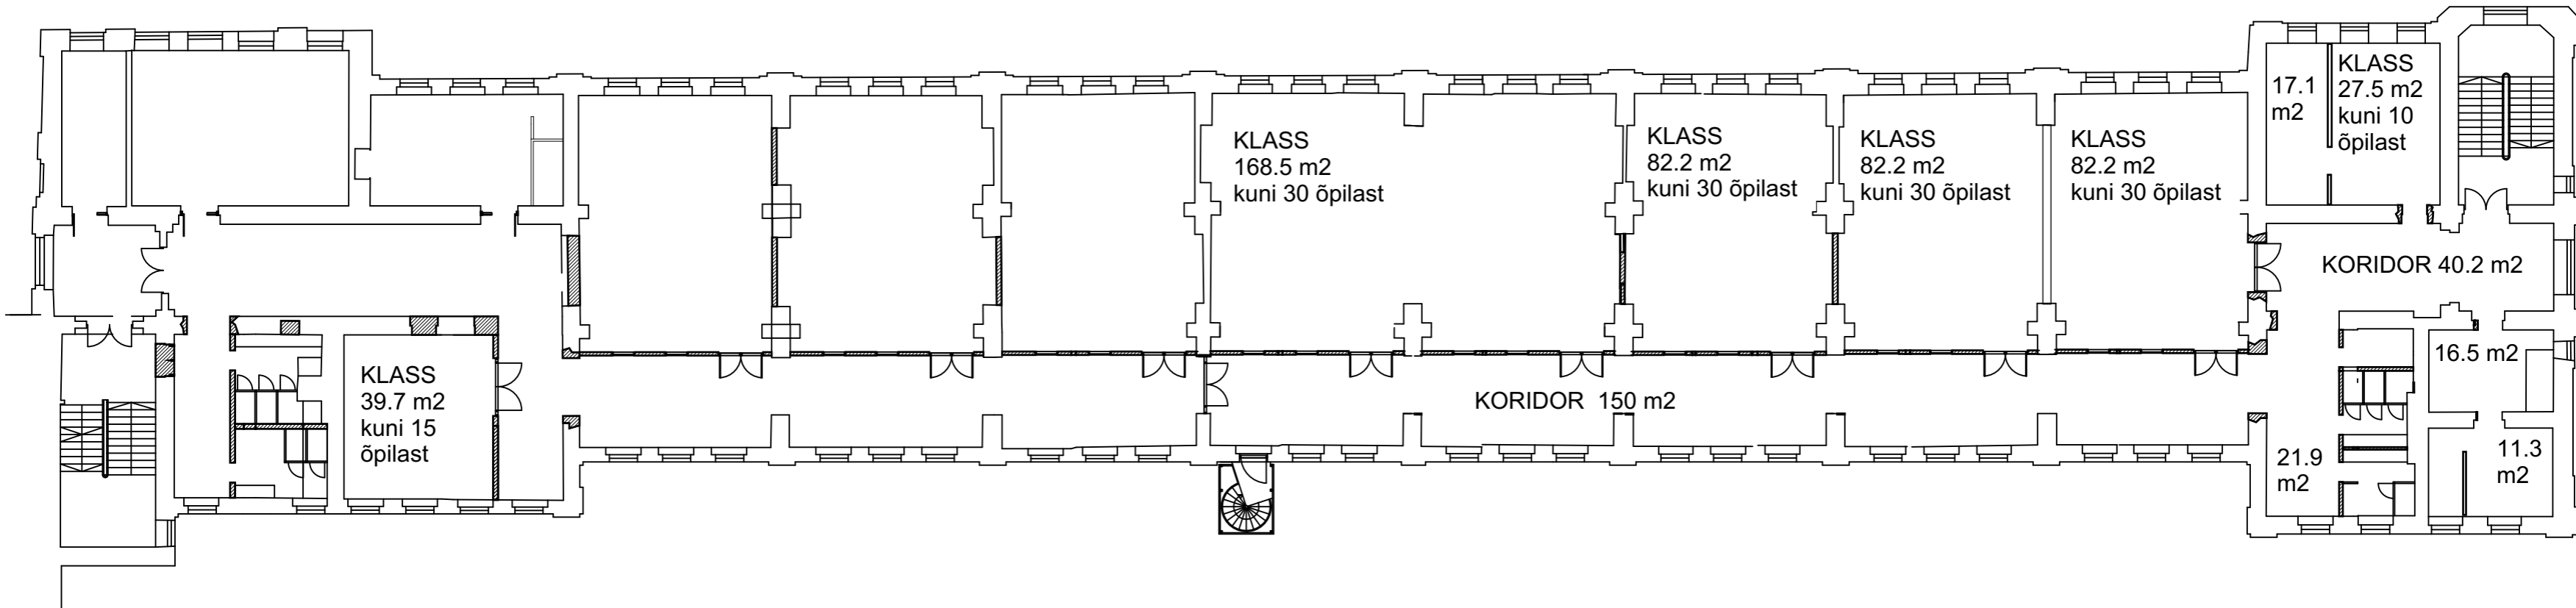 KLASS
39.7 m2
kuni 15
õpilast
KLASS
168.5 m2
kuni 30 õpilast
KLASS
82.2 m2
kuni 30 õpilast
KLASS
82.2 m2
kuni 30 õpilast
KLASS
82.2 m2
kuni 30 õpilast
17.1
m2
KLASS
27.5 m2
kuni 10
õpilast
KORIDOR 40.2 m2
KORIDOR 150 m2
16.5 m2
21.9
m2
11.3
m2